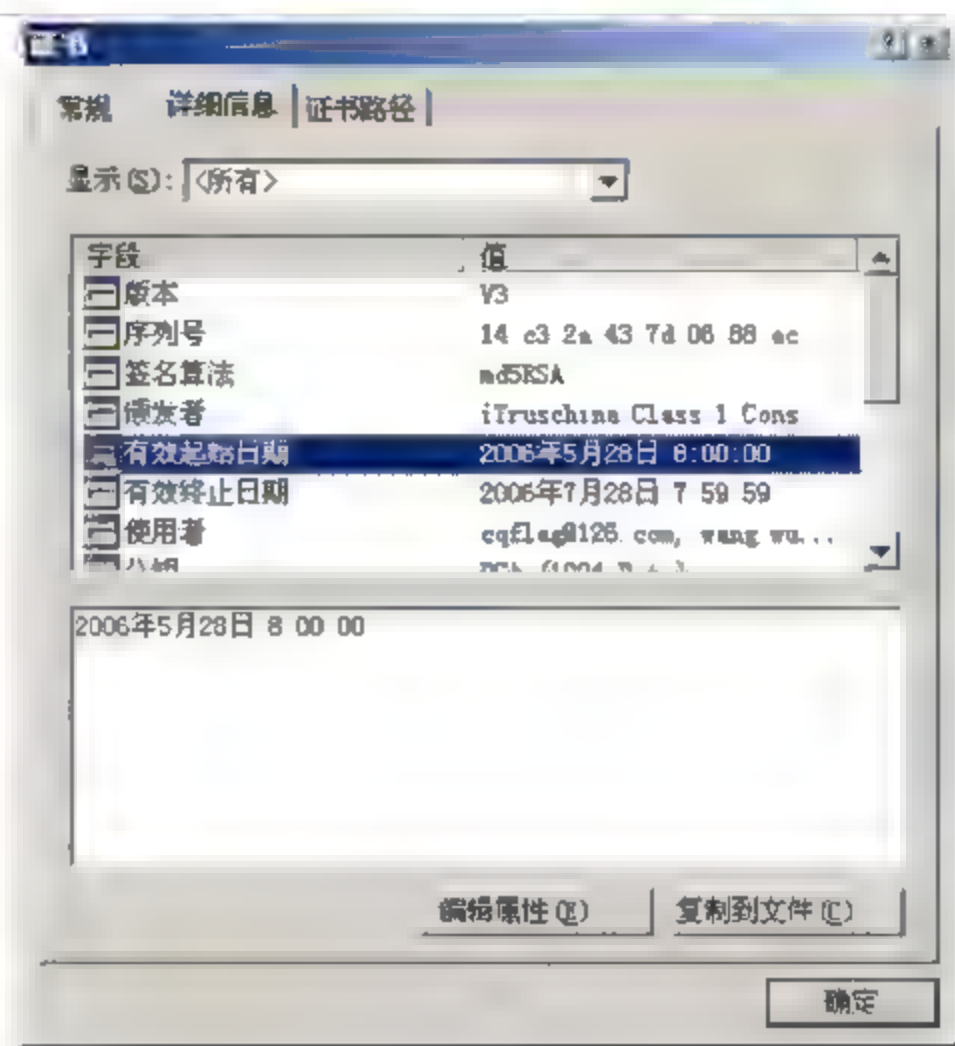 证书
常规 详细信息 证书路径
显示(S): <所有>
字段 值
版本 V3
序列号 14 c3 2a 43 7d 06 88 ac
签名算法 md5RSA
颁发者 iTruschina Class 1 Cons
有效起始日期 2006年5月28日 8:00:00
有效终止日期 2006年7月28日 7 59 59
使用者 cqflag@126.com, wang wu...
2006年5月28日 8 00 00
编辑属性(E) 复制到文件(C)
确定